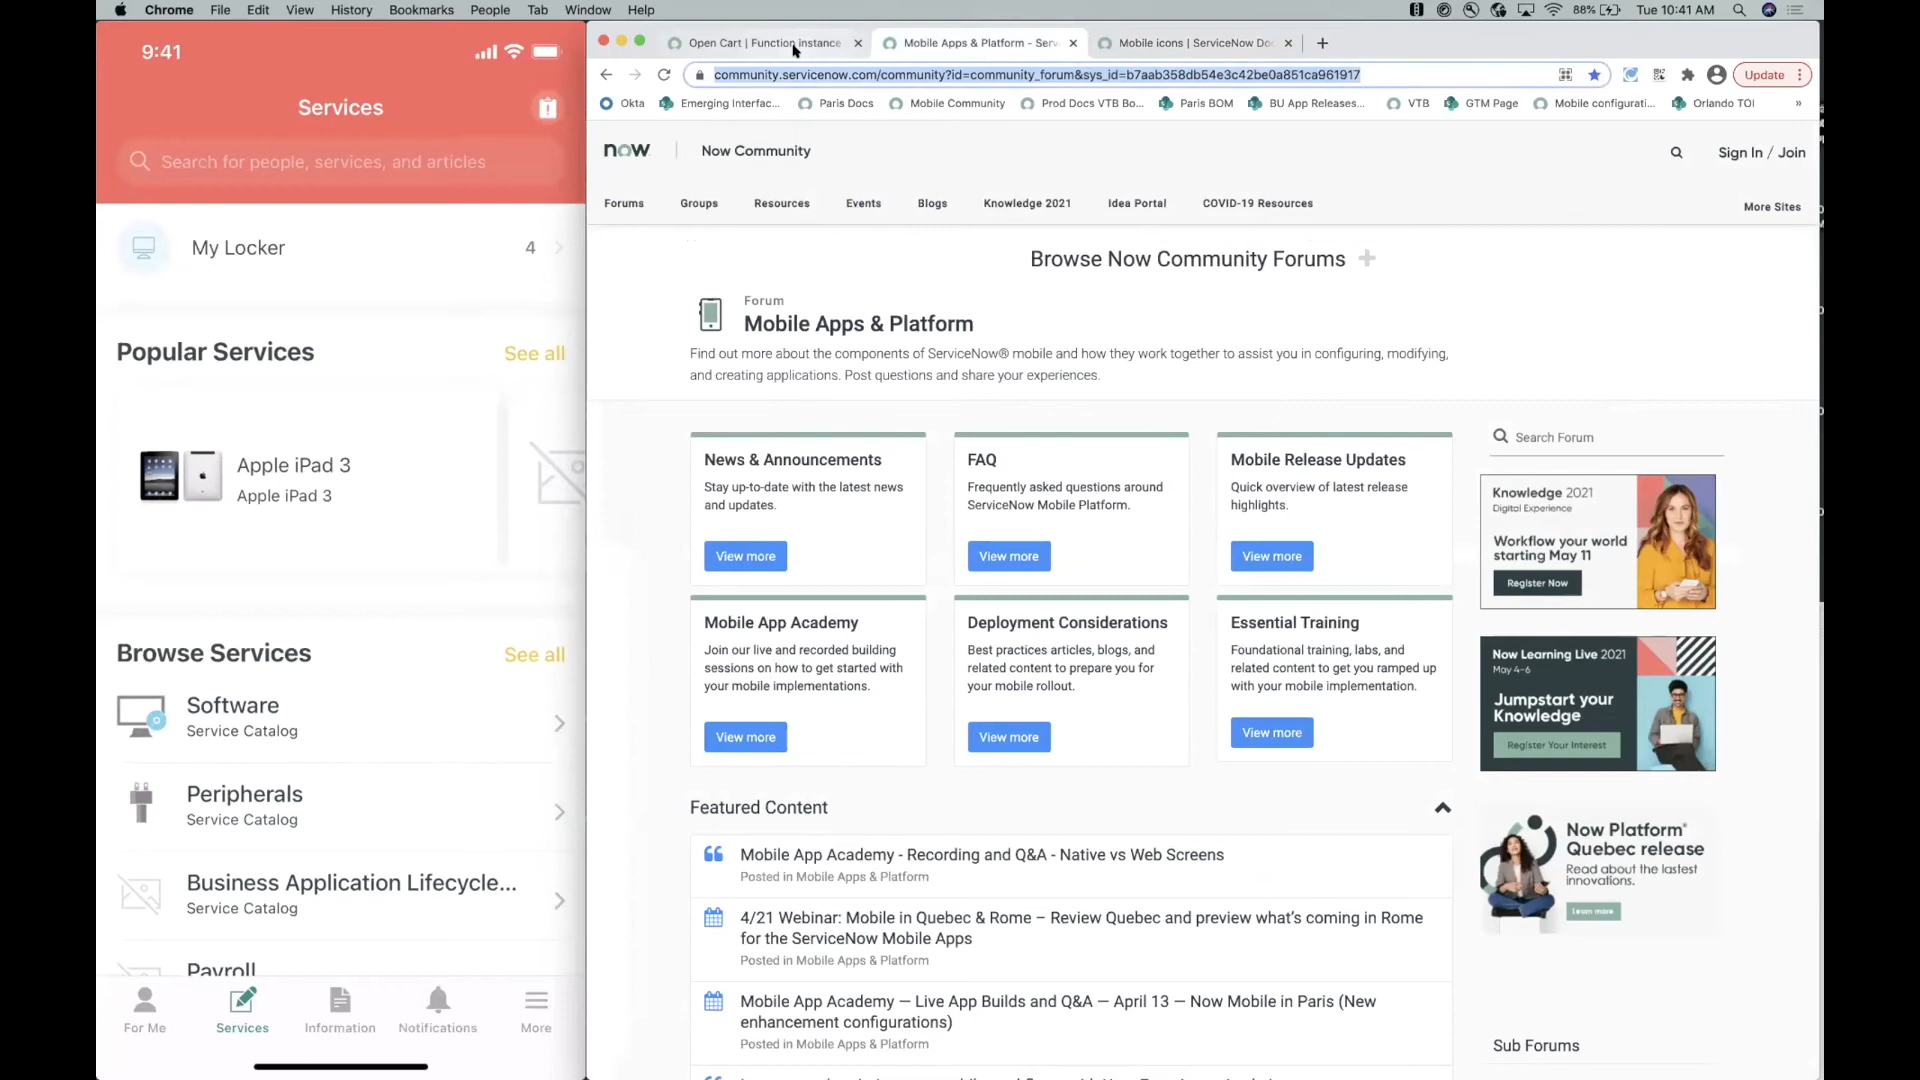 Chrome File Edit View History Bookmarks People Tab Window Help
88% Tue 10:41 AM
9:41
Services
Search for people, services, and articles
My Locker 4
Popular Services See all
Apple iPad 3
Apple iPad 3
Browse Services See all
Software
Service Catalog
Peripherals
Service Catalog
Business Application Lifecycle...
Service Catalog
Payroll
For Me Services Information Notifications More
Open Cart | Function instance Mobile Apps & Platform - Serv Mobile icons | ServiceNow Do
community.servicenow.com/community?id=community_forum&sys_id=b7aab358db54e3c42be0a851ca961917 Update
Okta Emerging Interfac... Paris Docs Mobile Community Prod Docs VTB Bo... Paris BOM BU App Releases... VTB GTM Page Mobile configurati... Orlando TOI »
now Now Community Sign In / Join
Forums Groups Resources Events Blogs Knowledge 2021 Idea Portal COVID-19 Resources More Sites
Browse Now Community Forums
Forum
Mobile Apps & Platform
Find out more about the components of ServiceNow® mobile and how they work together to assist you in configuring, modifying,
and creating applications. Post questions and share your experiences.
News & Announcements
Stay up-to-date with the latest news
and updates.
View more
FAQ
Frequently asked questions around
ServiceNow Mobile Platform.
View more
Mobile Release Updates
Quick overview of latest release
highlights.
View more
Mobile App Academy
Join our live and recorded building
sessions on how to get started with
your mobile implementations.
View more
Deployment Considerations
Best practices articles, blogs, and
related content to prepare you for
your mobile rollout.
View more
Essential Training
Foundational training, labs, and
related content to get you ramped up
with your mobile implementation.
View more
Featured Content
Mobile App Academy - Recording and Q&A - Native vs Web Screens
Posted in Mobile Apps & Platform
4/21 Webinar: Mobile in Quebec & Rome – Review Quebec and preview what's coming in Rome
for the ServiceNow Mobile Apps
Posted in Mobile Apps & Platform
Mobile App Academy — Live App Builds and Q&A — April 13 — Now Mobile in Paris (New
enhancement configurations)
Posted in Mobile Apps & Platform
Search Forum
Knowledge 2021
Digital Experience
Workflow your world
starting May 11
Register Now
Now Learning Live 2021
May 4-6
Jumpstart your
Knowledge
Register Your Interest
Now Platform®
Quebec release
Read about the lastest
innovations.
Learn more
Sub Forums